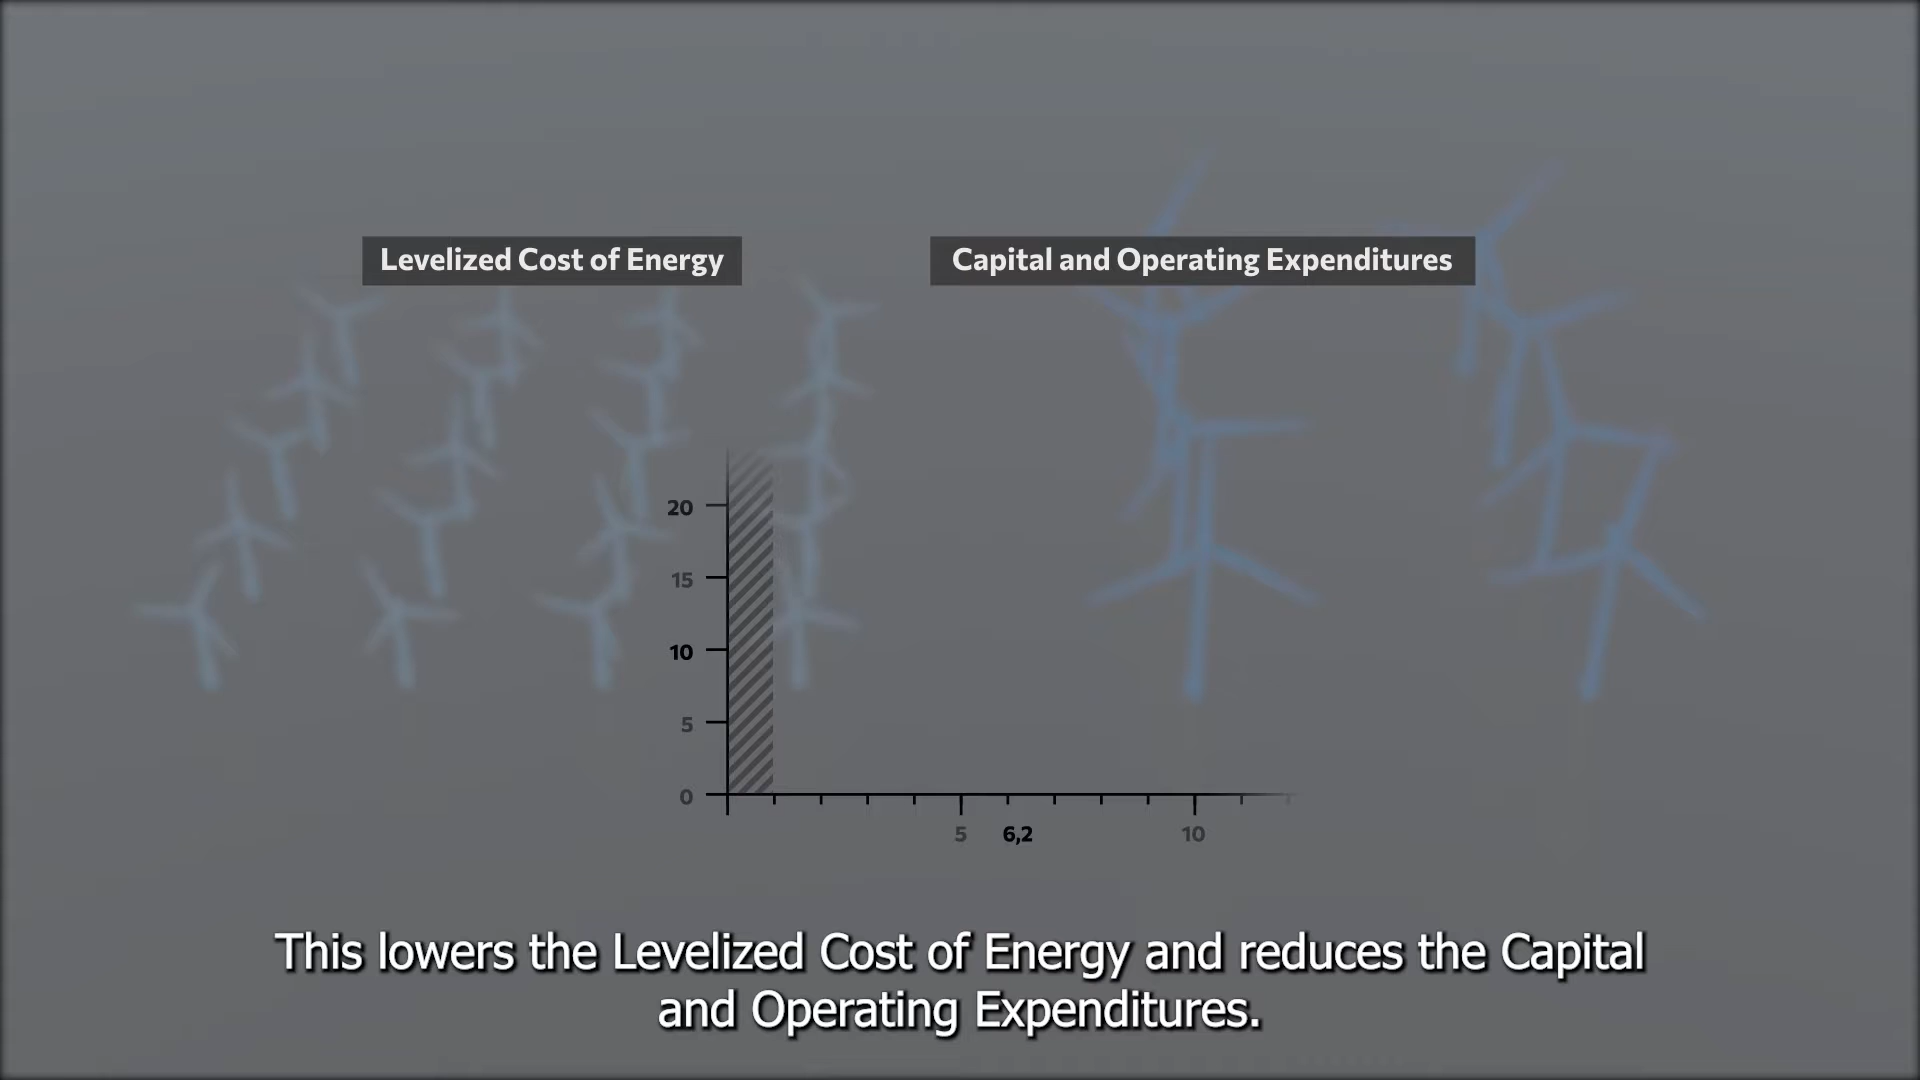 Levelized Cost of Energy
Capital and Operating Expenditures
20
15
10
5
0
5 6,2 10
This lowers the Levelized Cost of Energy and reduces the Capital
and Operating Expenditures.